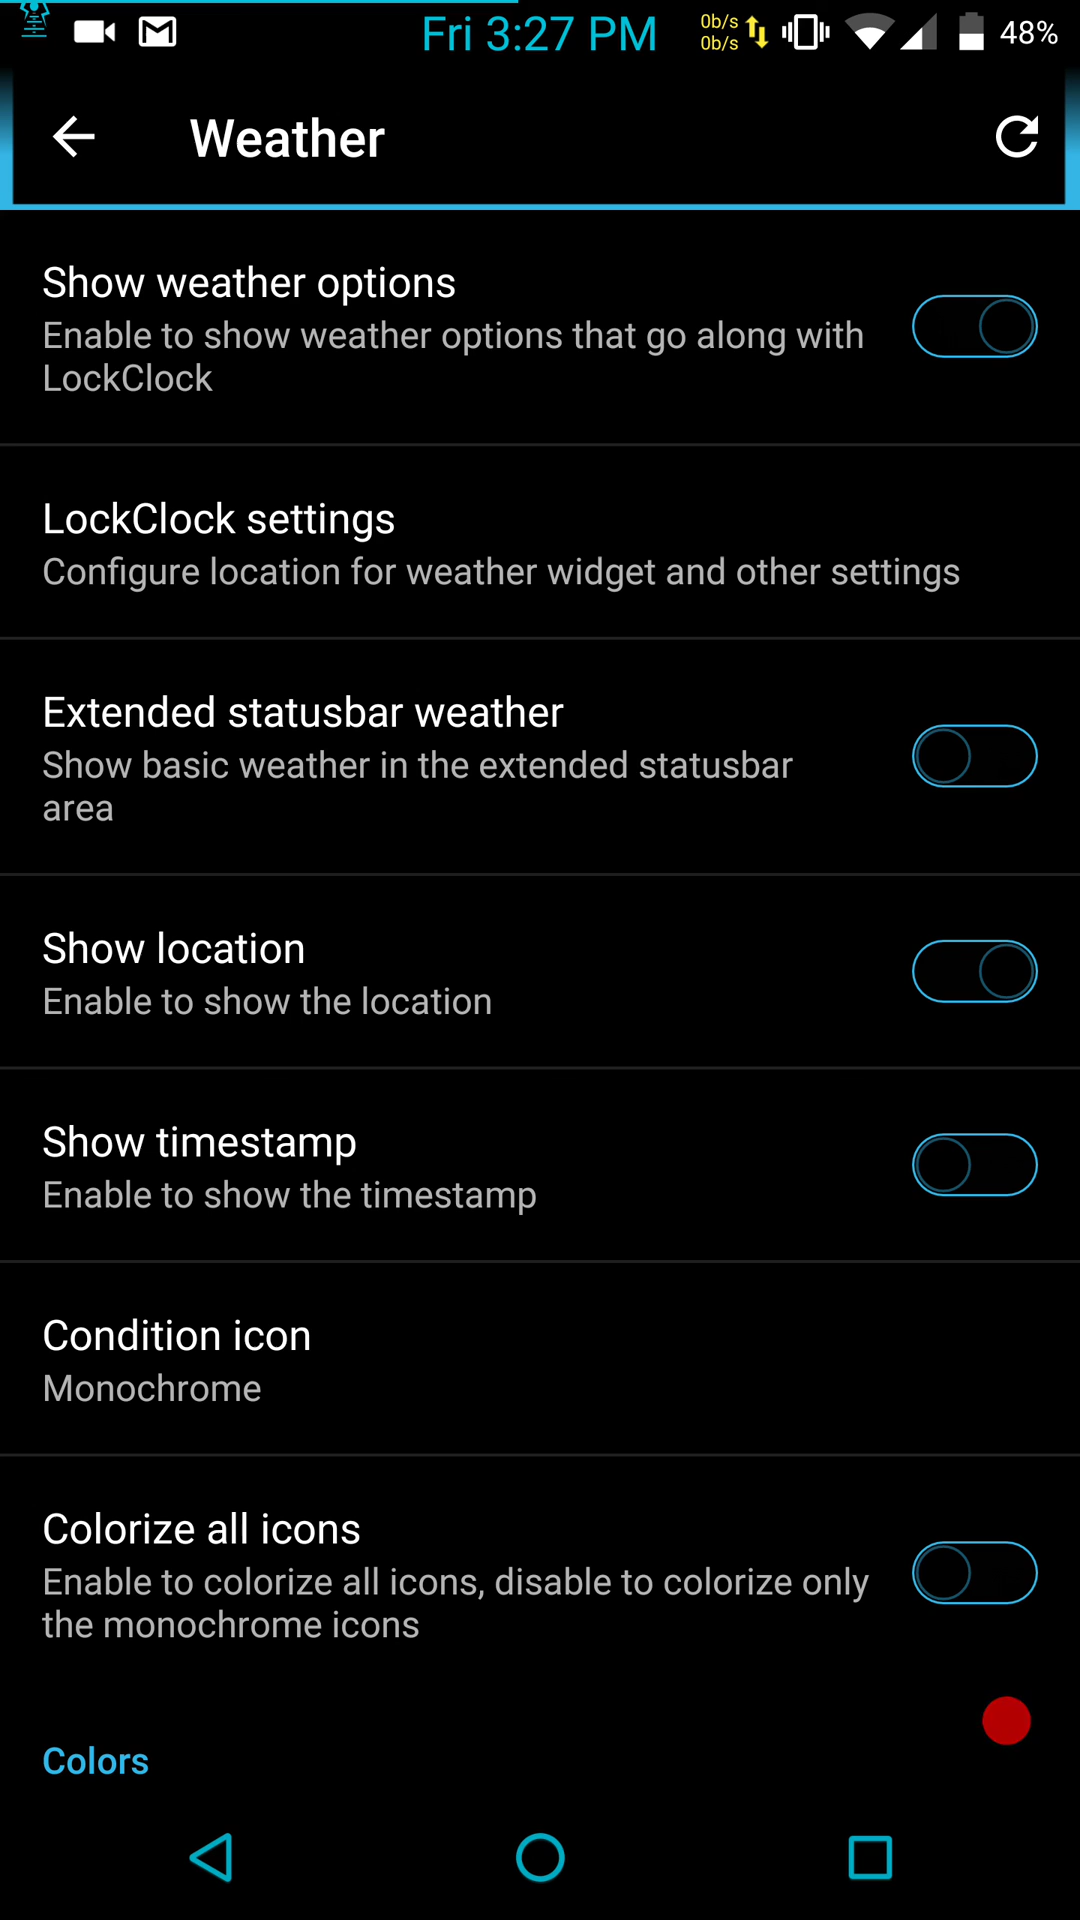 Fri 3:27 PM
0b/s
0b/s
48%
Weather
Show weather options
Enable to show weather options that go along with
LockClock
LockClock settings
Configure location for weather widget and other settings
Extended statusbar weather
Show basic weather in the extended statusbar
area
Show location
Enable to show the location
Show timestamp
Enable to show the timestamp
Condition icon
Monochrome
Colorize all icons
Enable to colorize all icons, disable to colorize only
the monochrome icons
Colors